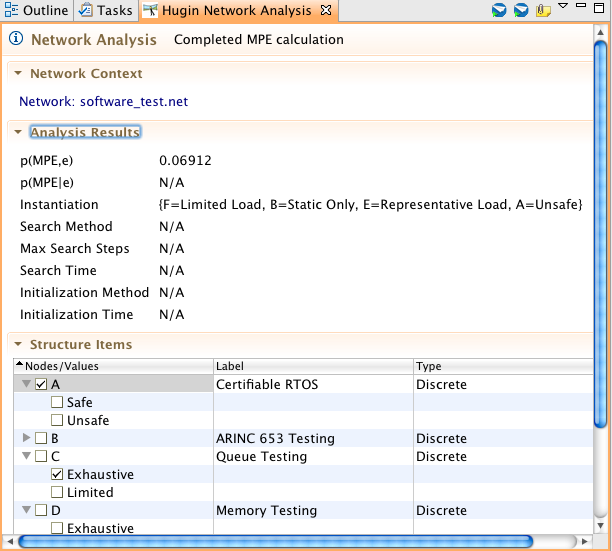 Outline Tasks Hugin Network Analysis
Network Analysis Completed MPE calculation
Network Context
Network: software_test.net
Analysis Results
p(MPE,e) 0.06912
p(MPE|e) N/A
Instantiation {F=Limited Load, B=Static Only, E=Representative Load, A=Unsafe}
Search Method N/A
Max Search Steps N/A
Search Time N/A
Initialization Method N/A
Initialization Time N/A
Structure Items
Nodes/Values Label Type
A Certifiable RTOS Discrete
Safe
Unsafe
B ARINC 653 Testing Discrete
C Queue Testing Discrete
Exhaustive
Limited
D Memory Testing Discrete
Exhaustive